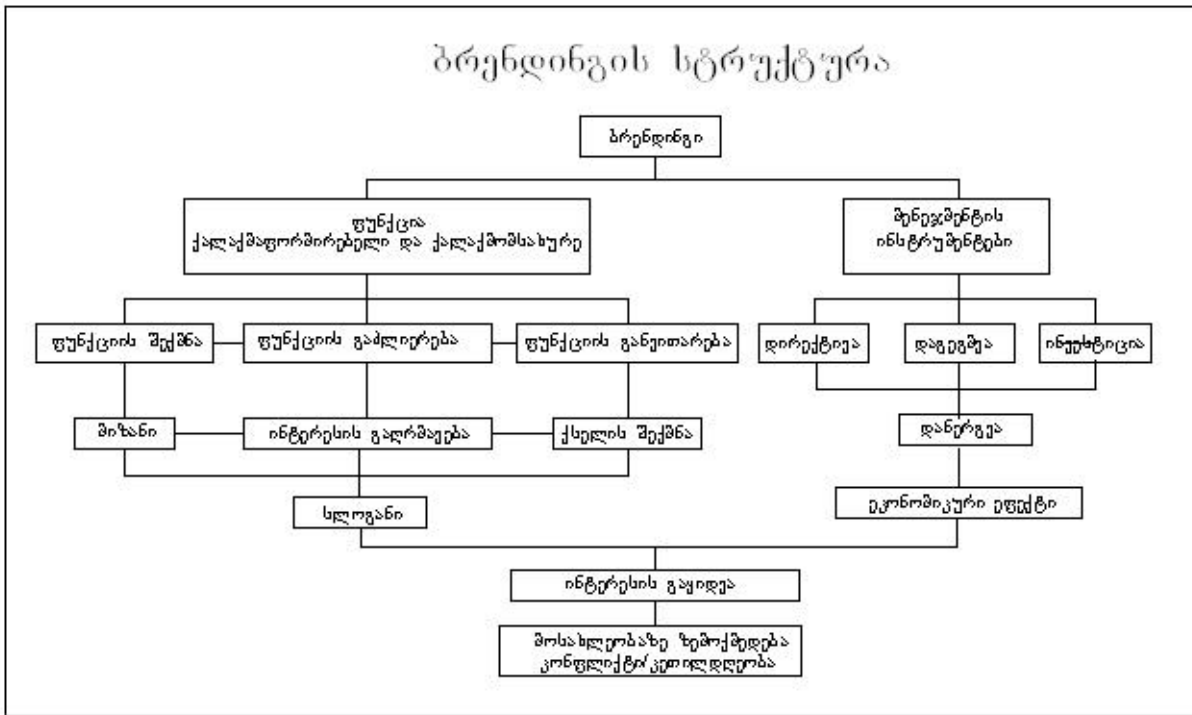 ბრენდინგის სტრუქტურა
ბრენდინგი
ფუნქცია
ქალაქმაფორმირებელი და ქალაქმომსახურე
მენეჯმენტის
ინსტრუმენტები
ფუნქციის შექმნა
ფუნქციის გაძლიერება
ფუნქციის განვითარება
დირექტივა
დაგეგმვა
ინვესტიცია
მიზანი
ინტერესის გაღრმავება
ქსელის შექმნა
დანერგვა
სლოგანი
ეკონომიკური ეფექტი
ინტერესის გაყიდვა
მოსახლეობაზე ზემოქმედება
კონფლიქტი/კეთილდღეობა